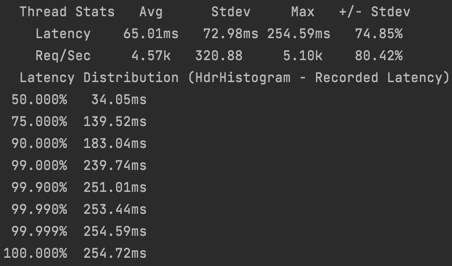 Thread Stats   Avg      Stdev     Max   +/- Stdev
Latency    65.01ms   72.98ms 254.59ms   74.85%
Req/Sec     4.57k   320.88     5.10k    80.42%
Latency Distribution (HdrHistogram - Recorded Latency)
50.000%   34.05ms
75.000%  139.52ms
90.000%  183.04ms
99.000%  239.74ms
99.900%  251.01ms
99.990%  253.44ms
99.999%  254.59ms
100.000%  254.72ms